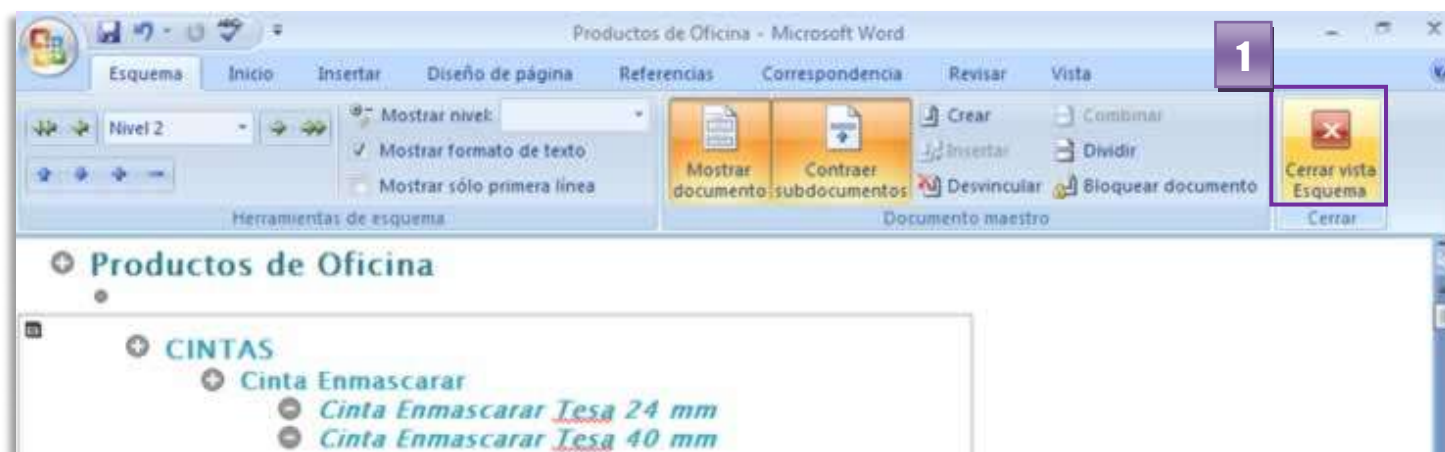 Productos de Oficina - Microsoft Word
1
Esquema Inicio Insertar Diseño de página Referencias Correspondencia Revisar Vista
Nivel 2
Mostrar nivel:
Mostrar formato de texto
Mostrar sólo primera línea
Herramientas de esquema
Mostrar documento
Contraer subdocumentos
Crear
Insertar
Desvincular
Combinar
Dividir
Bloquear documento
Documento maestro
Cerrar vista
Esquema
Cerrar
Productos de Oficina
CINTAS
Cinta Enmascarar
Cinta Enmascarar Tesa 24 mm
Cinta Enmascarar Tesa 40 mm